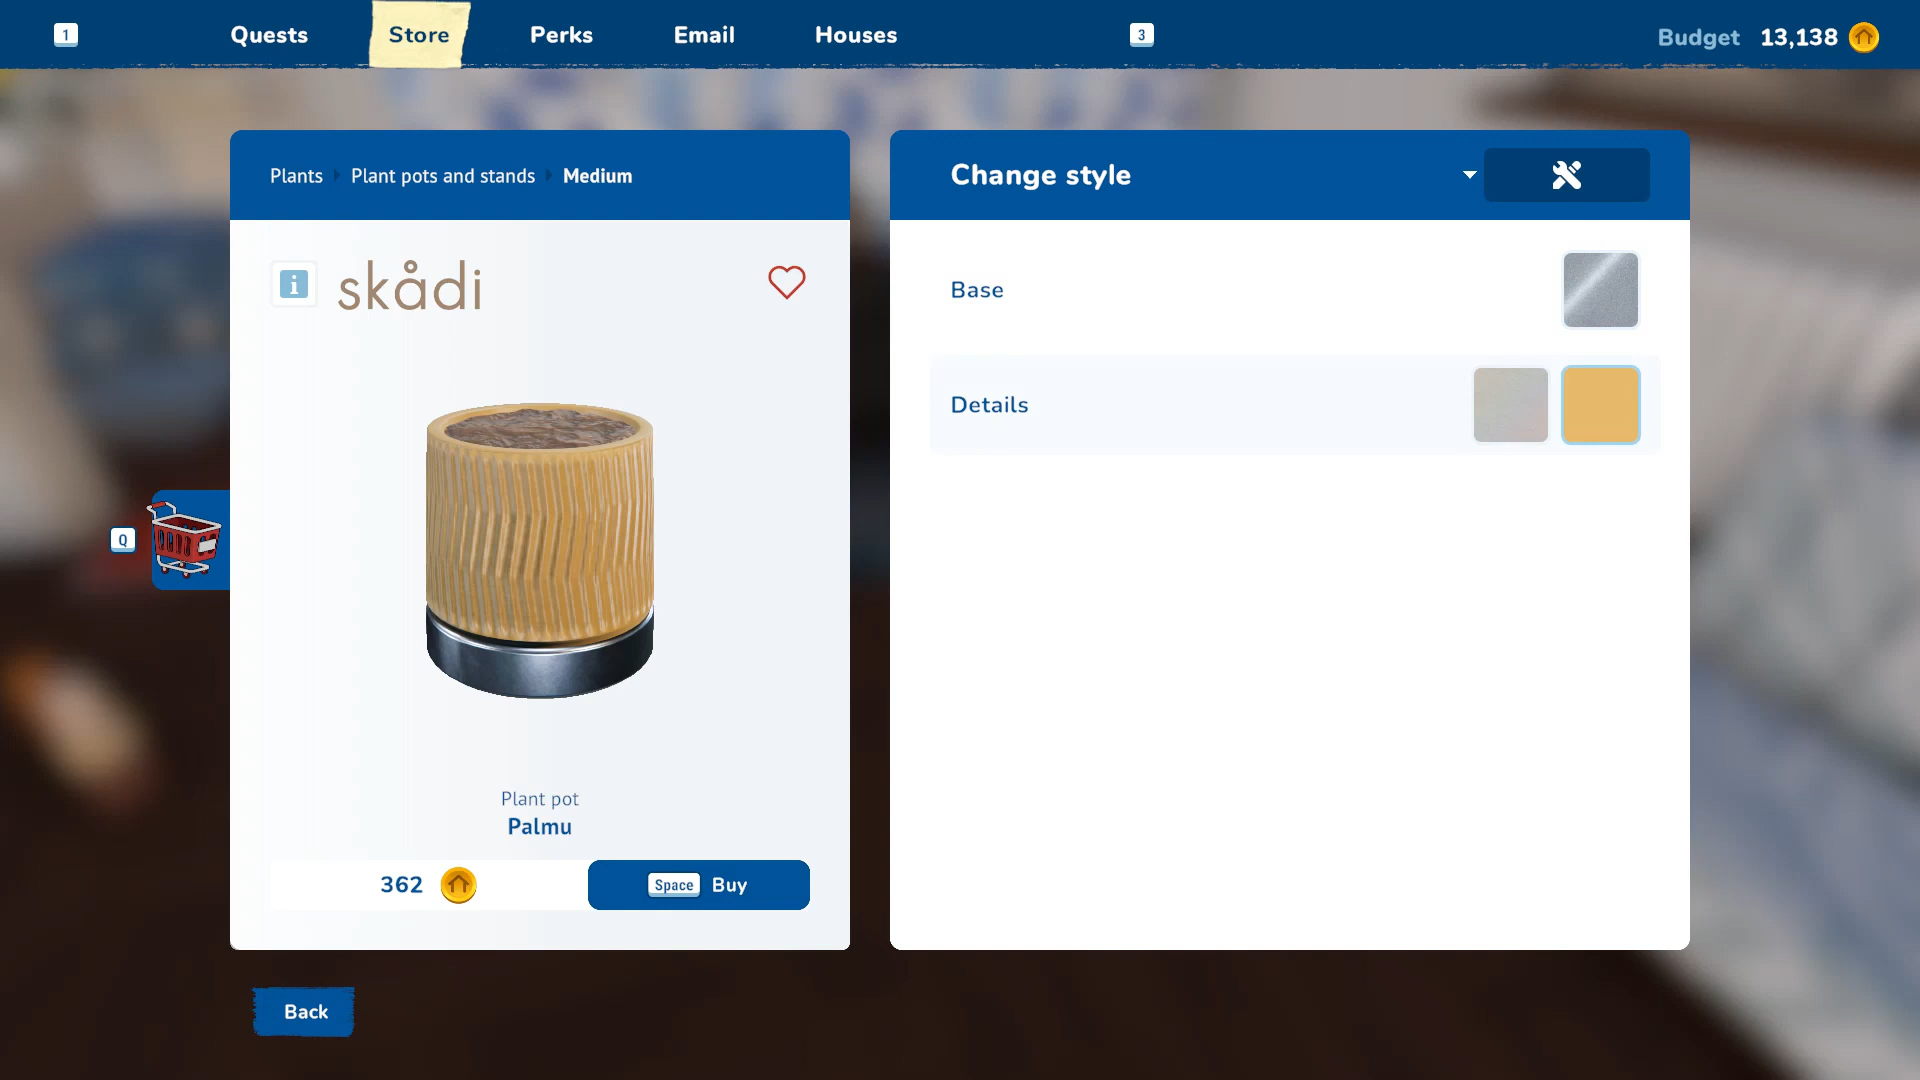 1
Quests
Store
Perks
Email
Houses
3
Budget 13,138
Plants Plant pots and stands Medium
i skådi
Plant pot
Palmu
362
Space Buy
Q
Change style
Base
Details
Back